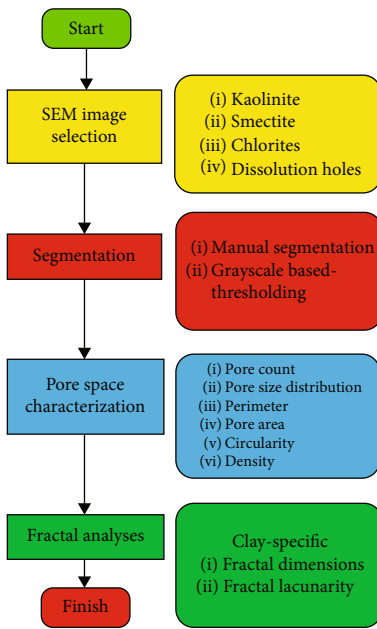 Start
SEM image
selection
(i) Kaolinite
(ii) Smectite
(iii) Chlorites
(iv) Dissolution holes
Segmentation
(i) Manual segmentation
(ii) Grayscale based-
thresholding
Pore space
characterization
(i) Pore count
(ii) Pore size distribution
(iii) Perimeter
(iv) Pore area
(v) Circularity
(vi) Density
Fractal analyses
Clay-specific
(i) Fractal dimensions
(ii) Fractal lacunarity
Finish